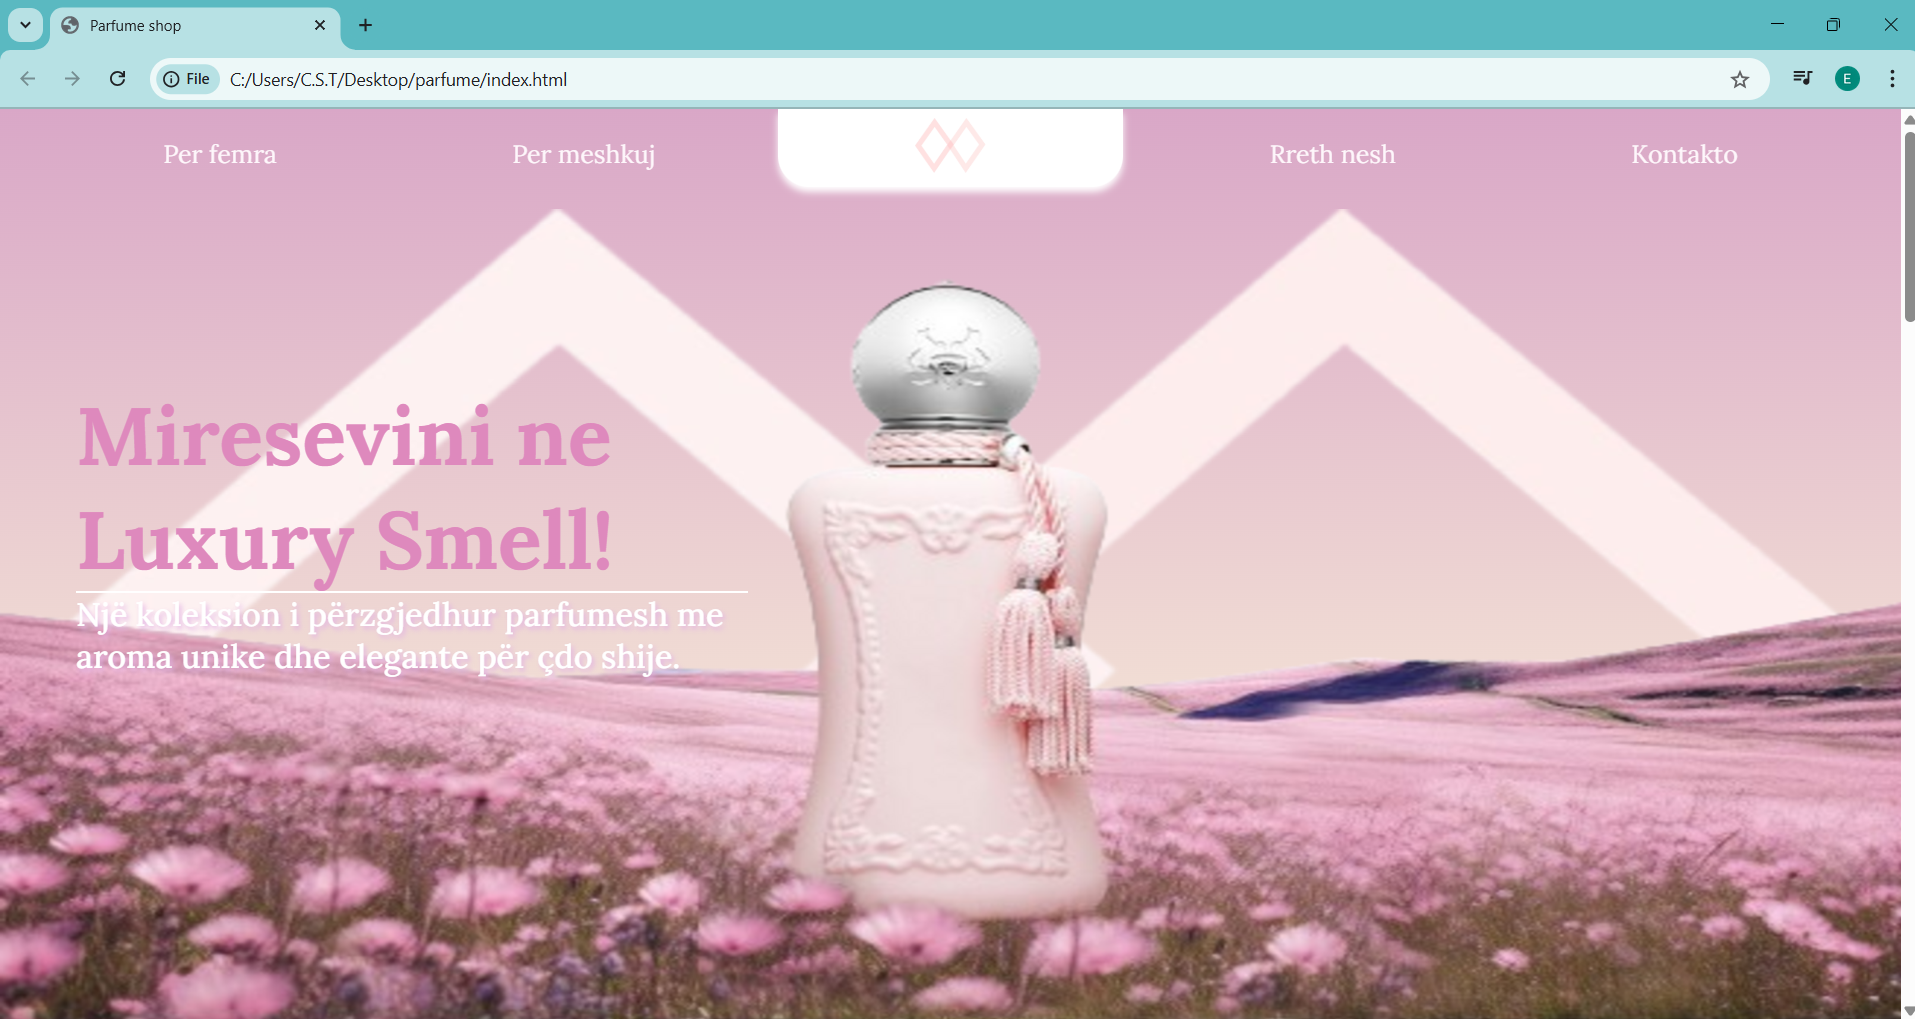 Parfume shop
File
C:/Users/C.S.T/Desktop/parfume/index.html
E
Per femra
Per meshkuj
Rreth nesh
Kontakto
Miresevini ne
Luxury Smell!
Një koleksion i përzgjedhur parfumesh me
aroma unike dhe elegante për çdo shije.